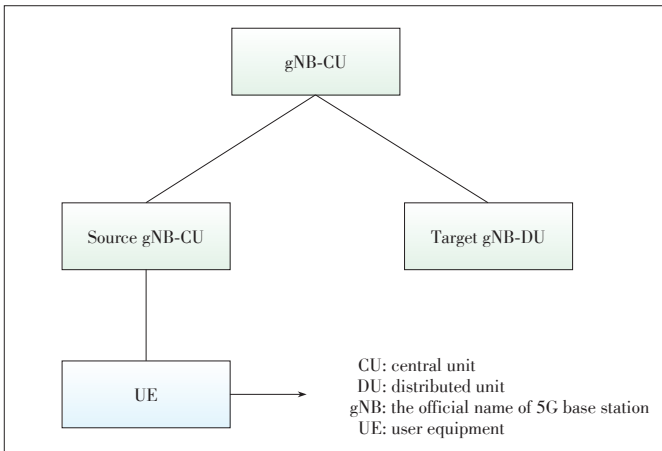 gNB-CU
Source gNB-CU
Target gNB-DU
UE
CU: central unit
DU: distributed unit
gNB: the official name of 5G base station
UE: user equipment